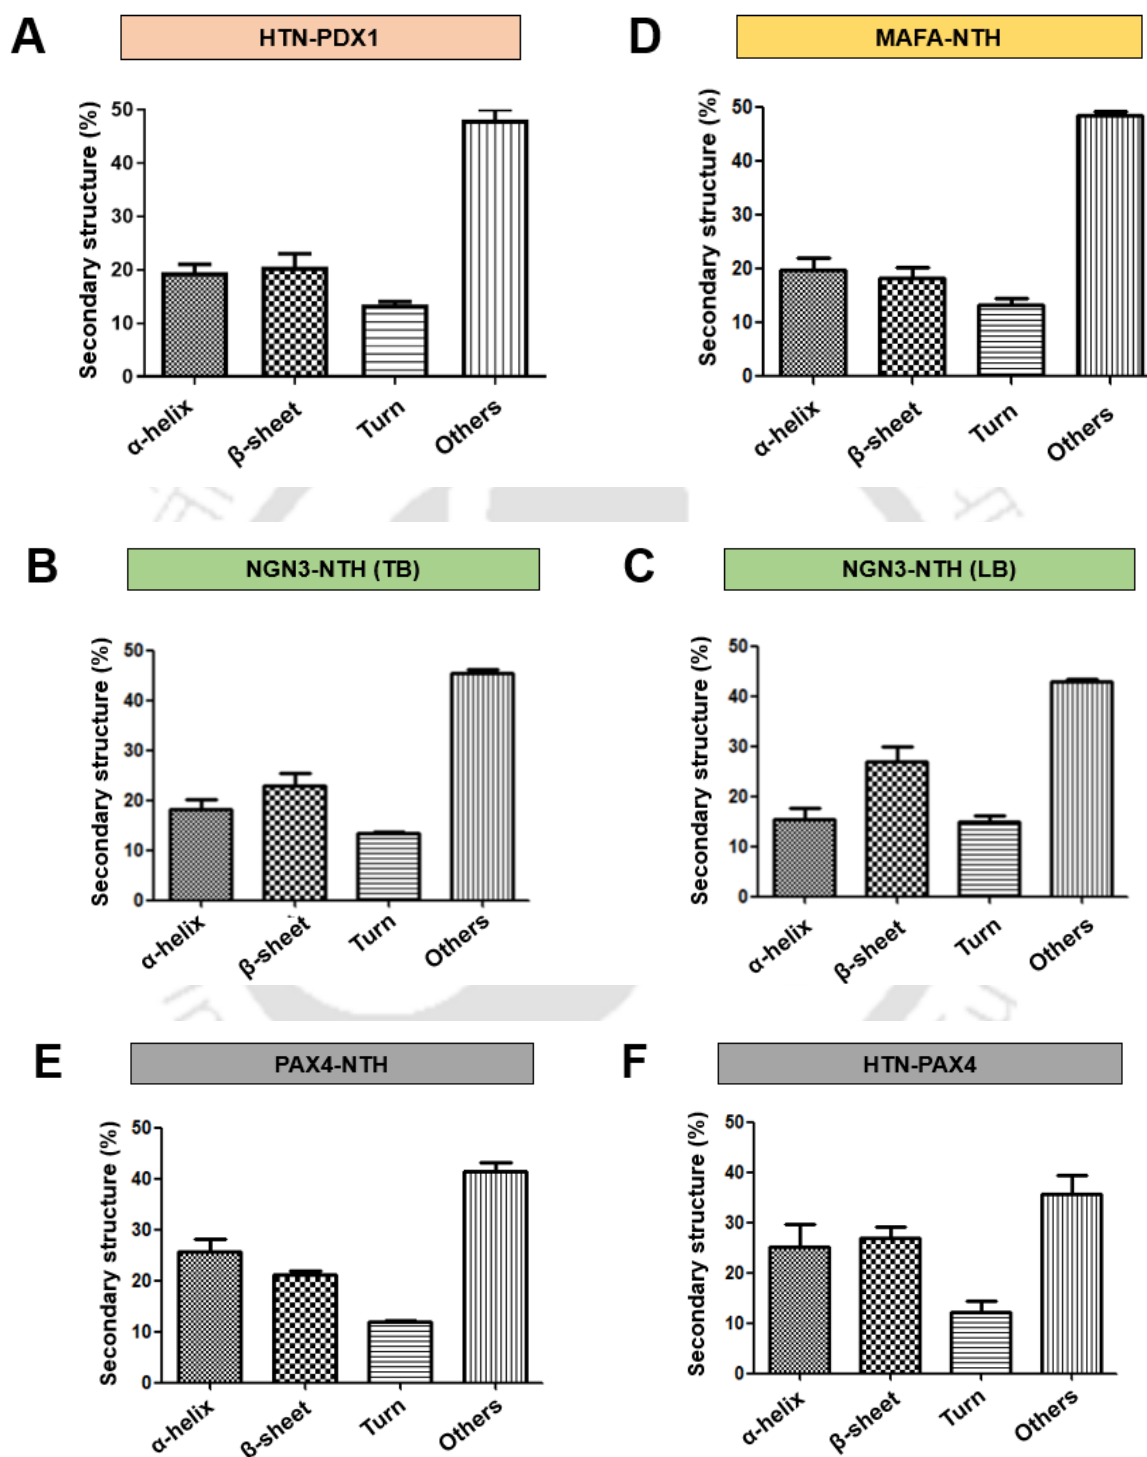 A
HTN-PDX1
Secondary structure (%)
50
40
30
20
10
0
α-helix
β-sheet
Turn
Others
D
MAFA-NTH
Secondary structure (%)
50
40
30
20
10
0
α-helix
β-sheet
Turn
Others
B
NGN3-NTH (TB)
Secondary structure (%)
50
40
30
20
10
0
α-helix
β-sheet
Turn
Others
C
NGN3-NTH (LB)
Secondary structure (%)
50
40
30
20
10
0
α-helix
β-sheet
Turn
Others
E
PAX4-NTH
Secondary structure (%)
50
40
30
20
10
0
α-helix
β-sheet
Turn
Others
F
HTN-PAX4
Secondary structure (%)
50
40
30
20
10
0
α-helix
β-sheet
Turn
Others